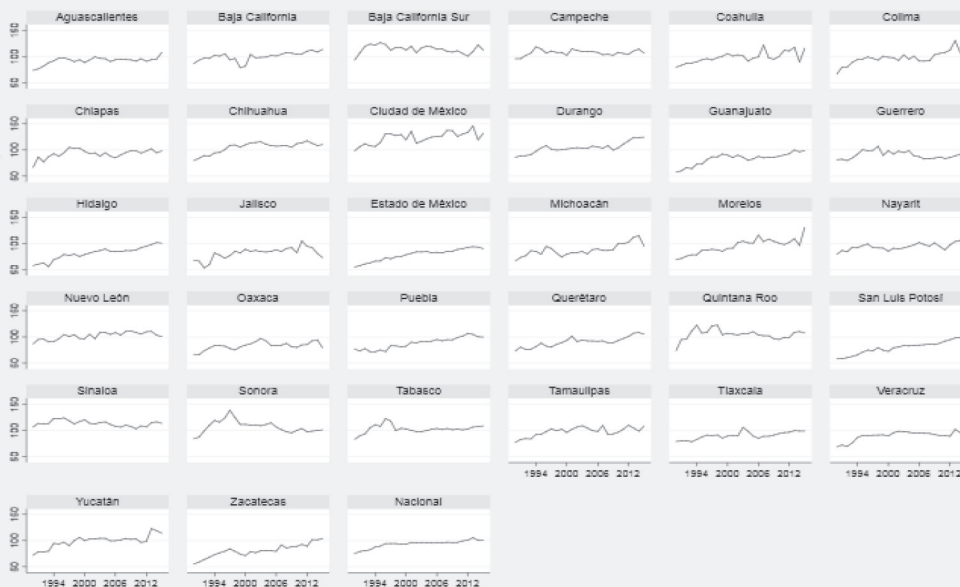 Aguascalientes Baja California Baja California Sur Campeche Coahuila Colima
50 100 150
Chiapas Chihuahua Ciudad de México Durango Guanajuato Guerrero
50 100 150
Hidalgo Jalisco Estado de México Michoacán Morelos Nayarit
50 100 150
Nuevo León Oaxaca Puebla Querétaro Quintana Roo San Luis Potosí
50 100 150
Sinaloa Sonora Tabasco Tamaulipas Tlaxcala Veracruz
50 100 150
1994 2000 2006 2012 1994 2000 2006 2012 1994 2000 2006 2012
Yucatán Zacatecas Nacional
50 100 150
1994 2000 2006 2012 1994 2000 2006 2012 1994 2000 2006 2012